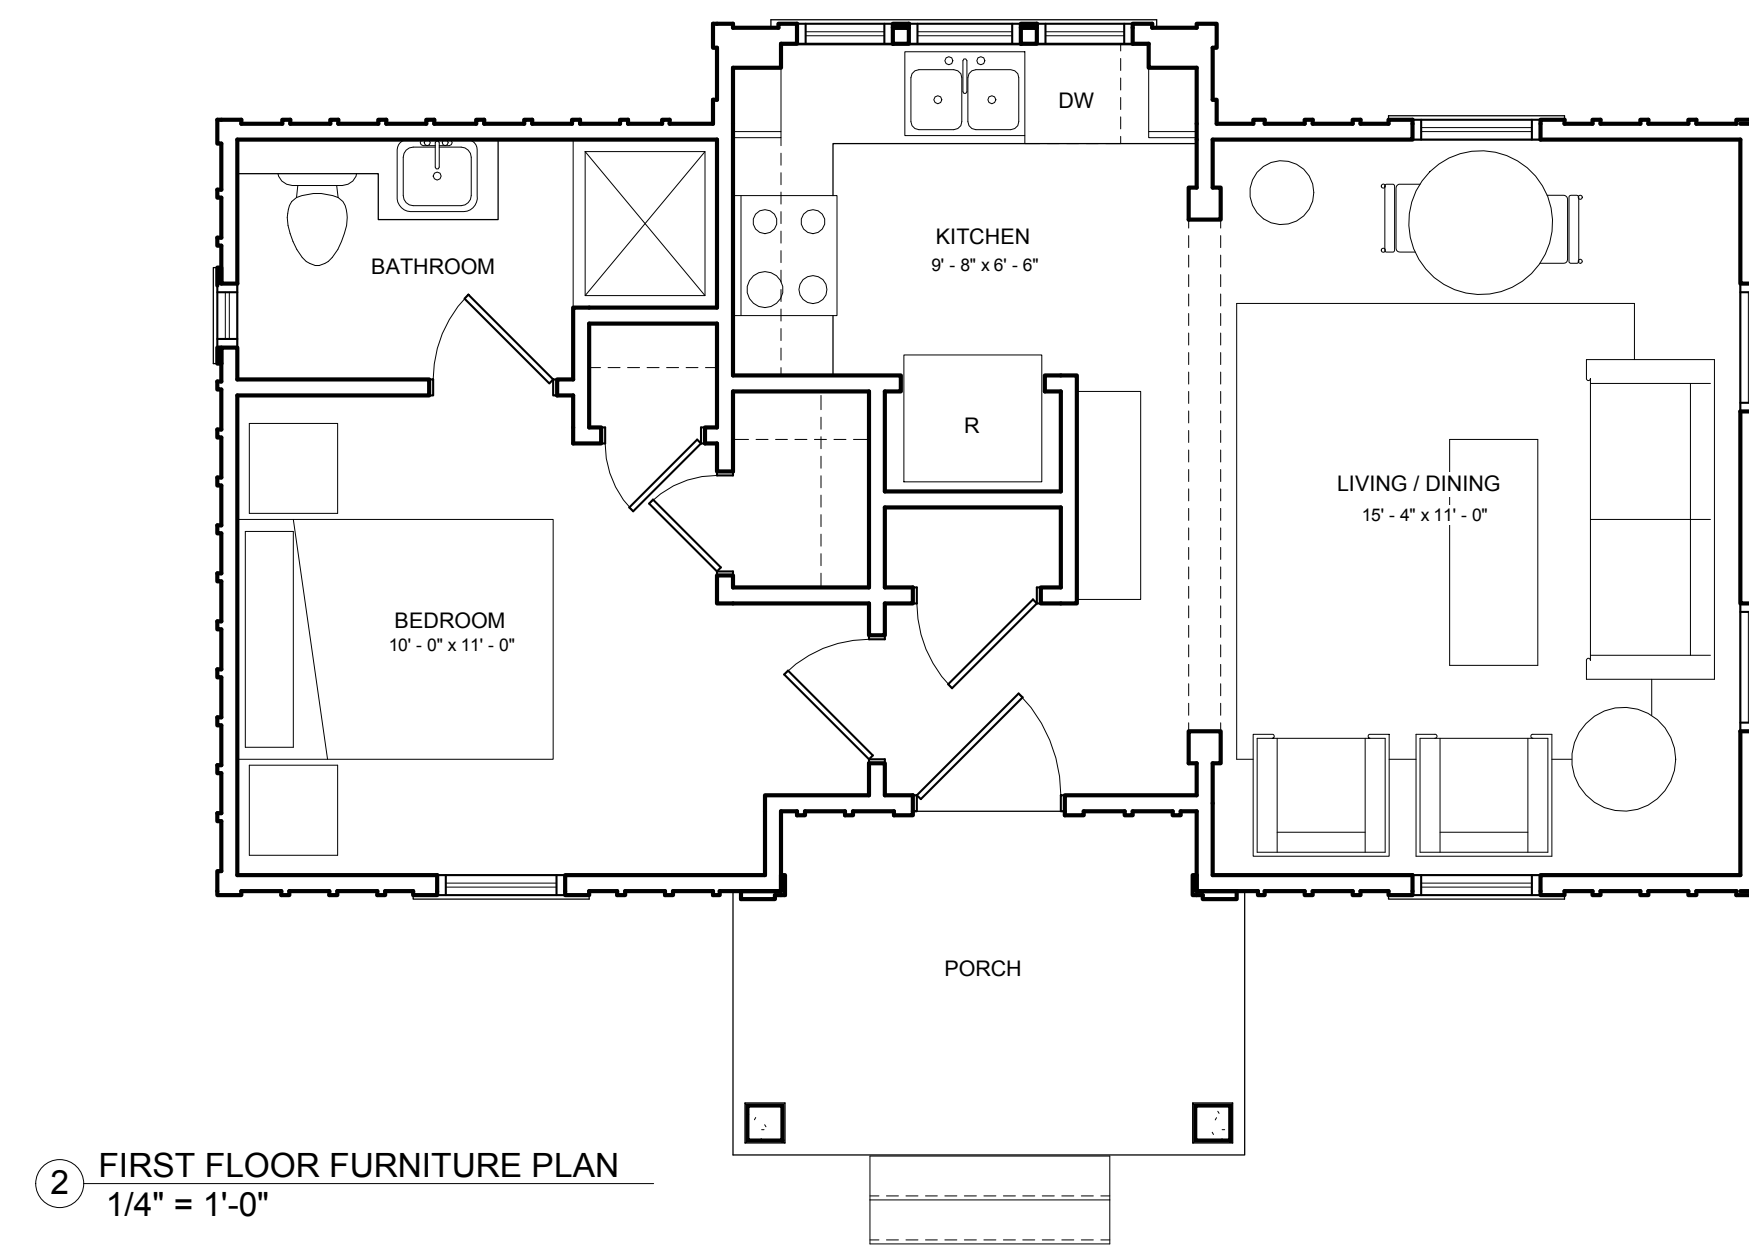 DW
KITCHEN
9' - 8" x 6' - 6"
BATHROOM
R
LIVING / DINING
15' - 4" x 11' - 0"
BEDROOM
10' - 0" x 11' - 0"
PORCH
2
FIRST FLOOR FURNITURE PLAN
1/4" = 1'-0"